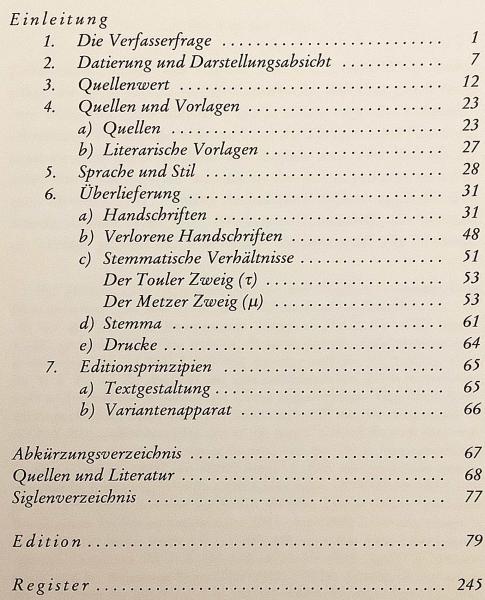 Einleitung
1. Die Verfasserfrage ........................ 1
2. Datierung und Darstellungsabsicht ........... 7
3. Quellenwert ........................ 12
4. Quellen und Vorlagen ........................ 23
a) Quellen ........................ 23
b) Literarische Vorlagen ........................ 27
5. Sprache und Stil ........................ 28
6. Überlieferung ........................ 31
a) Handschriften ........................ 31
b) Verlorene Handschriften ................ 48
c) Stemmatische Verhältnisse ................ 51
Der Touler Zweig (τ) .................... 53
Der Metzer Zweig (μ) .................... 53
d) Stemma ........................ 61
e) Drucke ........................ 64
7. Editionsprinzipien ........................ 65
a) Textgestaltung ........................ 65
b) Variantenapparat ........................ 66
Abkürzungsverzeichnis ........................ 67
Quellen und Literatur ........................ 68
Siglenverzeichnis ........................ 77
Edition ........................ 79
Register ........................ 245